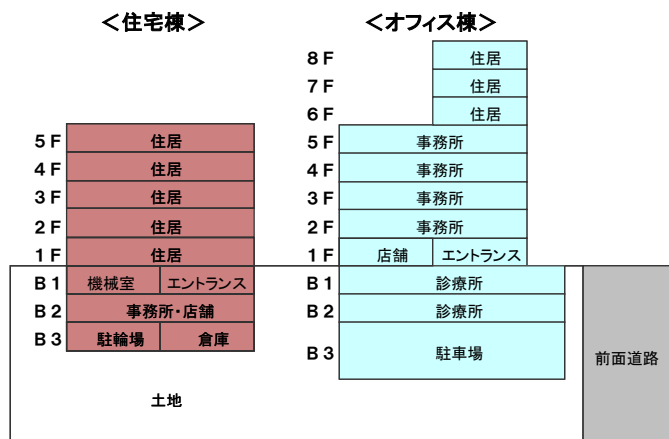 <住宅棟>
5F 住居
4F 住居
3F 住居
2F 住居
1F 住居
B1 機械室 エントランス
B2 事務所・店舗
B3 駐輪場 倉庫
土地
<オフィス棟>
8F 住居
7F 住居
6F 住居
5F 事務所
4F 事務所
3F 事務所
2F 事務所
1F 店舗 エントランス
B1 診療所
B2 診療所
B3 駐車場
前面道路